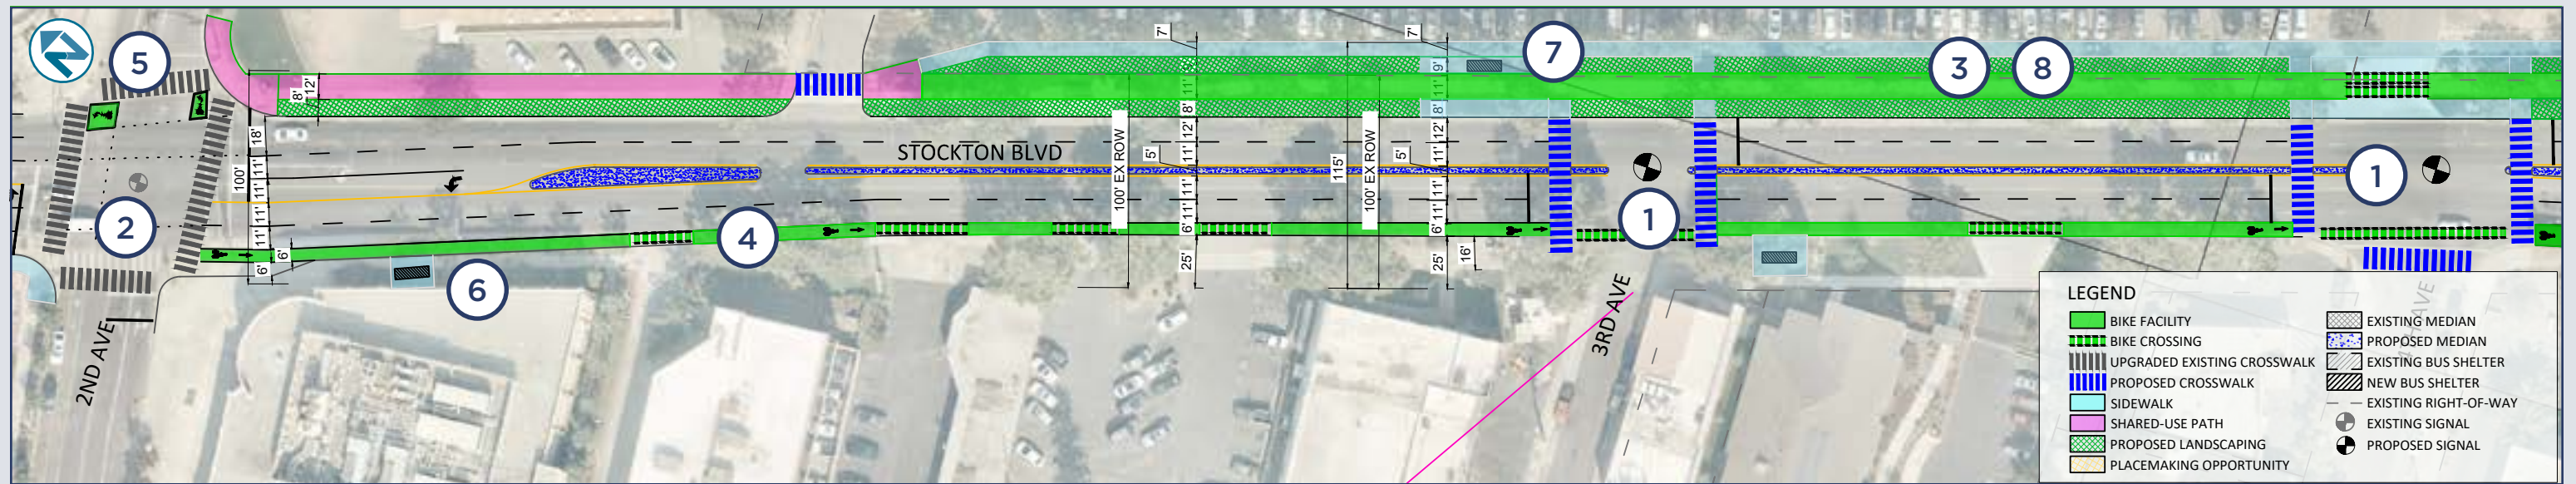 5
7
3
8
7'
7'
9'
9'
11'
11'
8'
8'
12'
12'
11'
11'
5'
5'
11'
11'
11'
11'
6'
6'
25'
25'
16'
8'
12'
18'
11'
11'
11'
11'
100'
6'
6'
100' EX ROW
115'
100' EX ROW
STOCKTON BLVD
2
4
6
1
1
2ND AVE
3RD AVE
LEGEND
BIKE FACILITY
BIKE CROSSING
UPGRADED EXISTING CROSSWALK
PROPOSED CROSSWALK
SIDEWALK
SHARED-USE PATH
PROPOSED LANDSCAPING
PLACEMAKING OPPORTUNITY
EXISTING MEDIAN
PROPOSED MEDIAN
EXISTING BUS SHELTER
NEW BUS SHELTER
EXISTING RIGHT-OF-WAY
EXISTING SIGNAL
PROPOSED SIGNAL